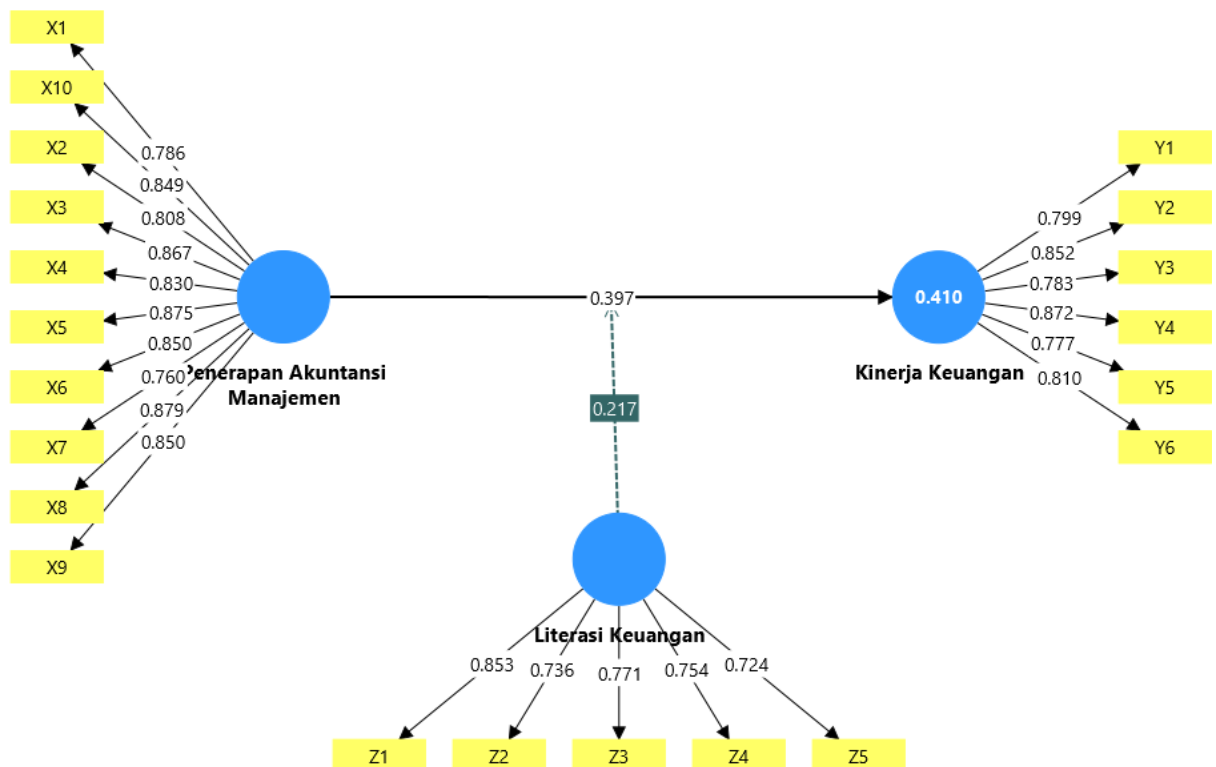 X1
X10
X2
X3
X4
X5
X6
X7
X8
X9
0.786
0.849
0.808
0.867
0.830
0.875
0.850
0.760
0.879
0.850
Penerapan Akuntansi
Manajemen
0.397
0.217
0.410
Kinerja Keuangan
0.799
0.852
0.783
0.872
0.777
0.810
Y1
Y2
Y3
Y4
Y5
Y6
Literasi Keuangan
0.853
0.736
0.771
0.754
0.724
Z1
Z2
Z3
Z4
Z5